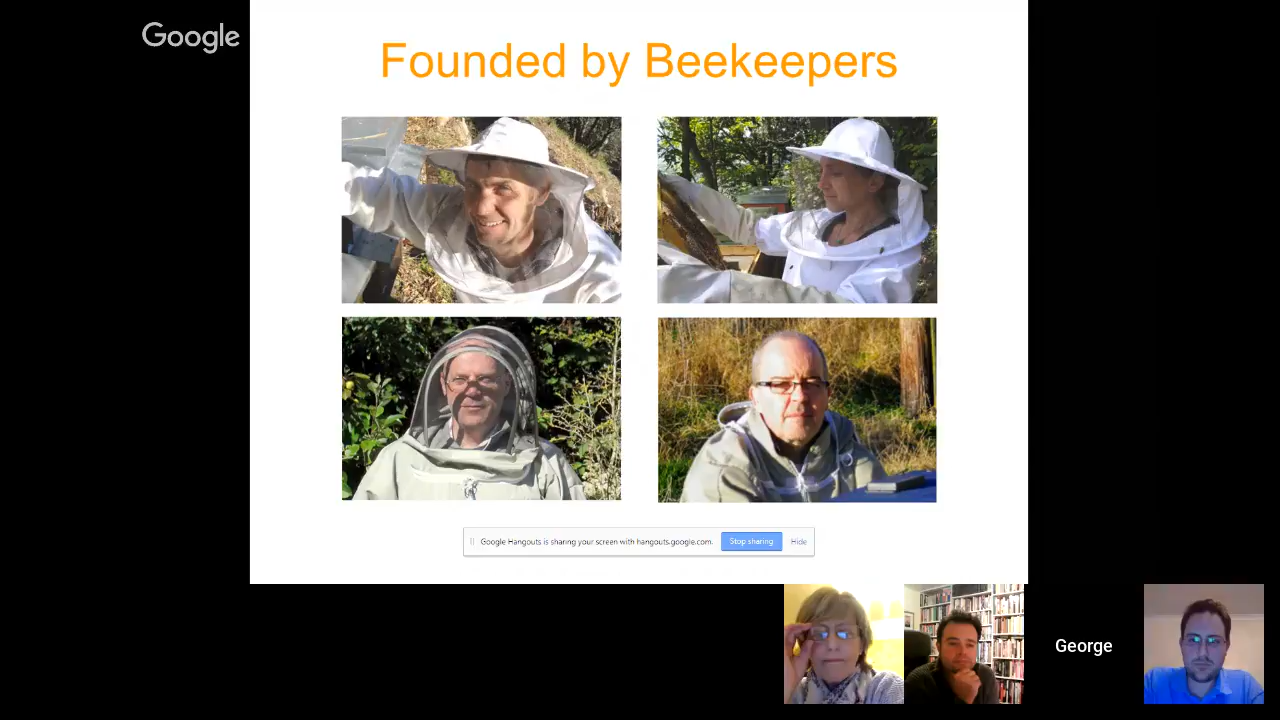 Google
Founded by Beekeepers
Google Hangouts is sharing your screen with hangouts.google.com.
Stop sharing
Hide
George